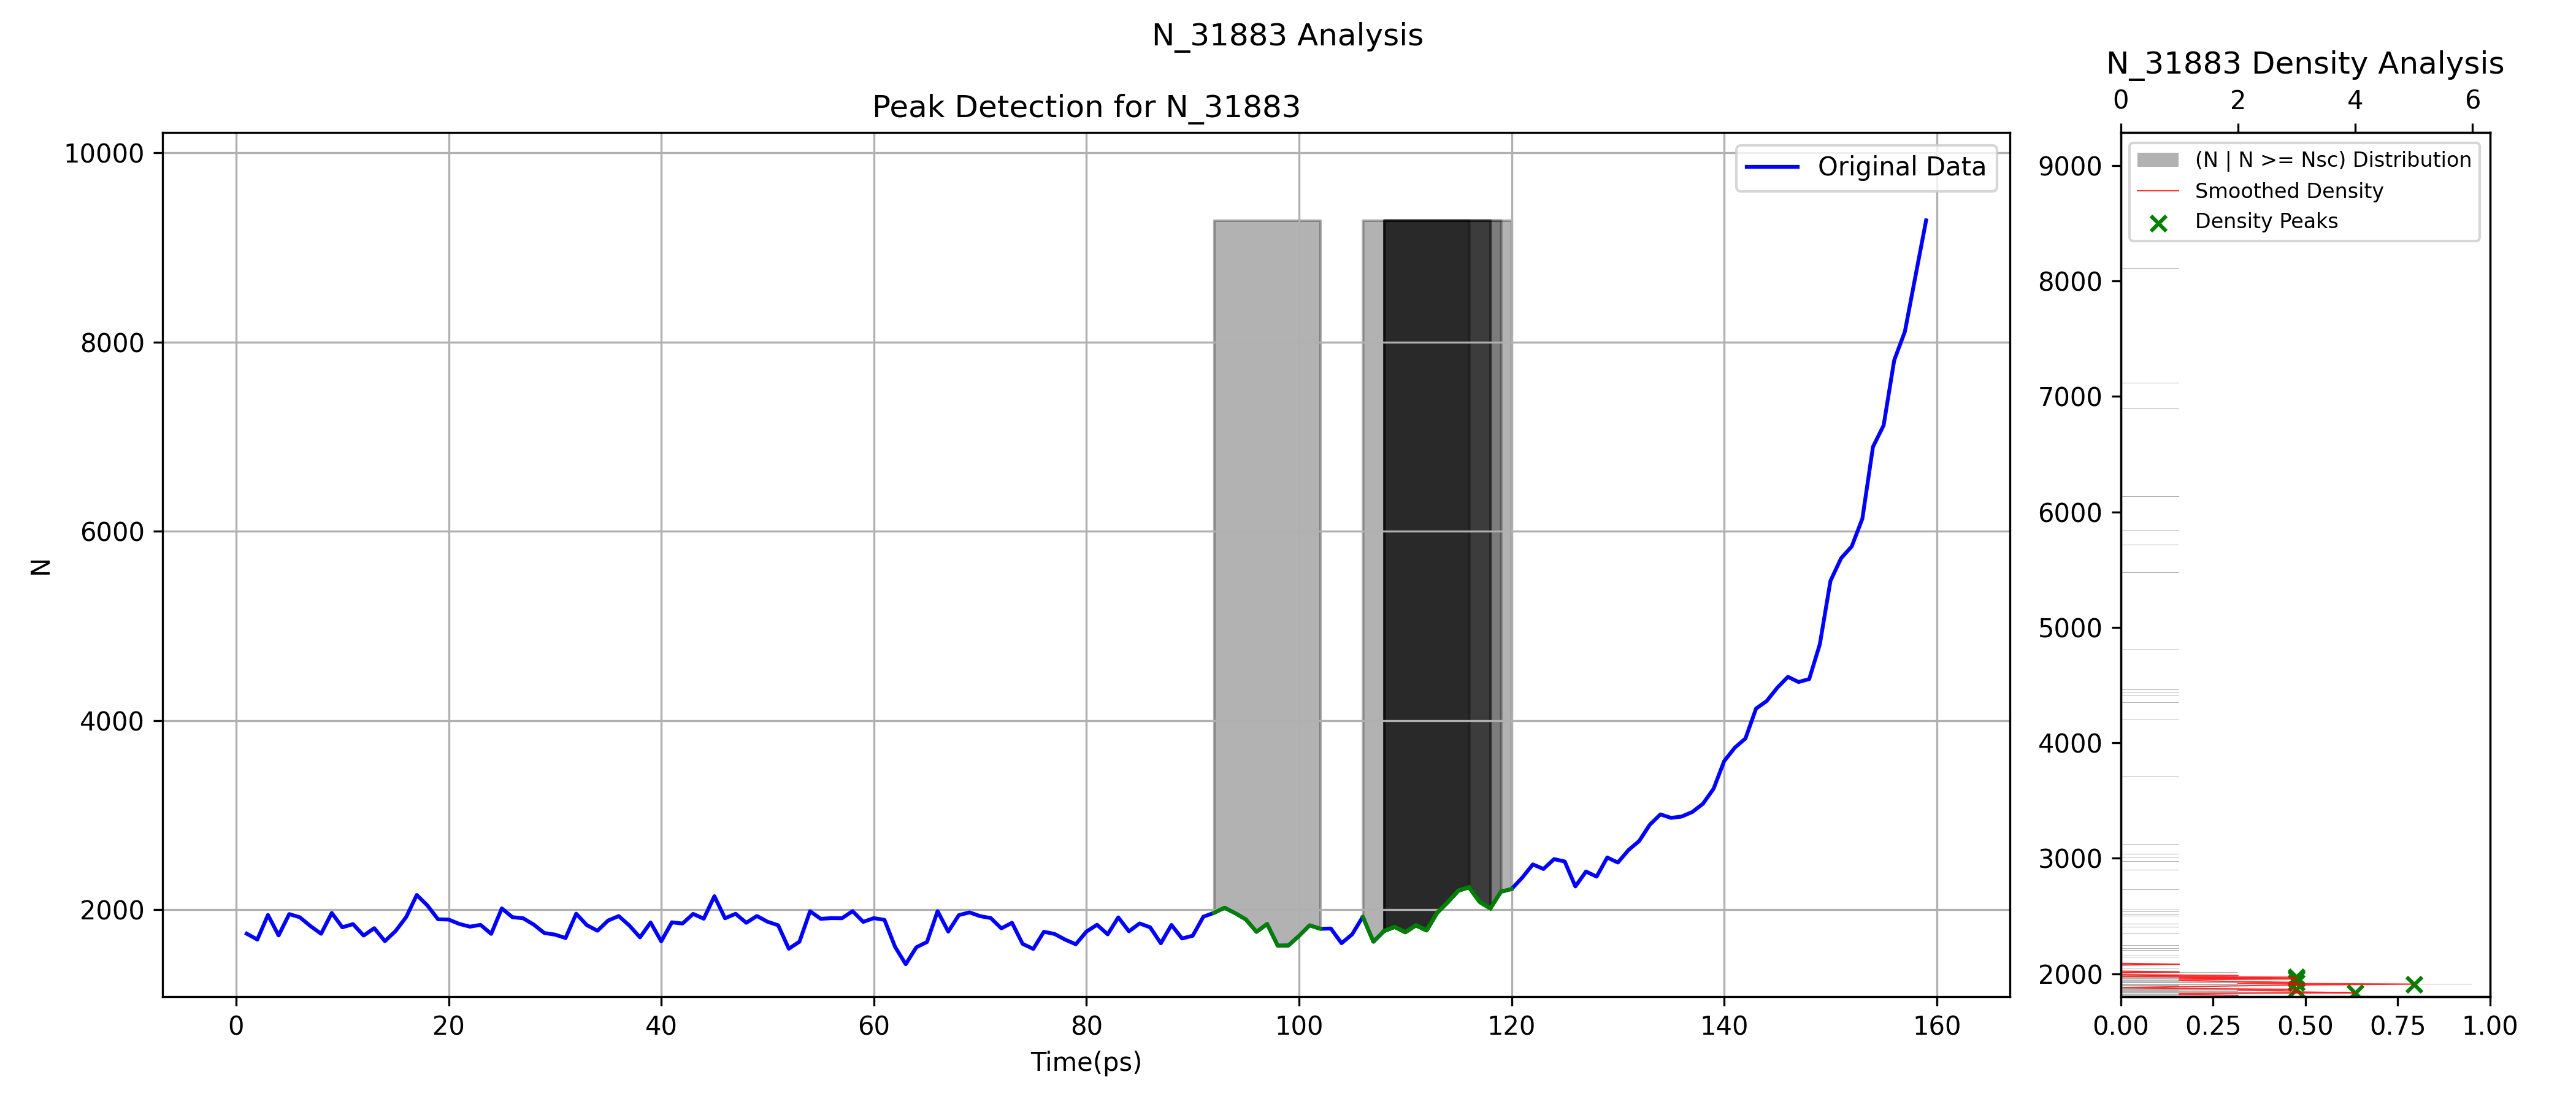 N_31883 Analysis
Peak Detection for N_31883
N
10000
8000
6000
4000
2000
Original Data
0 20 40 60 80 100 120 140 160
Time(ps)
N_31883 Density Analysis
0 2 4 6
9000
8000
7000
6000
5000
4000
3000
2000
(N | N >= Nsc) Distribution
Smoothed Density
Density Peaks
0.00 0.25 0.50 0.75 1.00